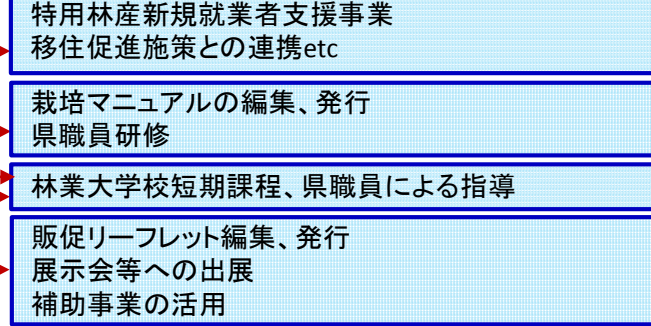 特用林産新規就業者支援事業
移住促進施策との連携etc
栽培マニュアルの編集、発行
県職員研修
林業大学校短期課程、県職員による指導
販促リーフレット編集、発行
展示会等への出展
補助事業の活用